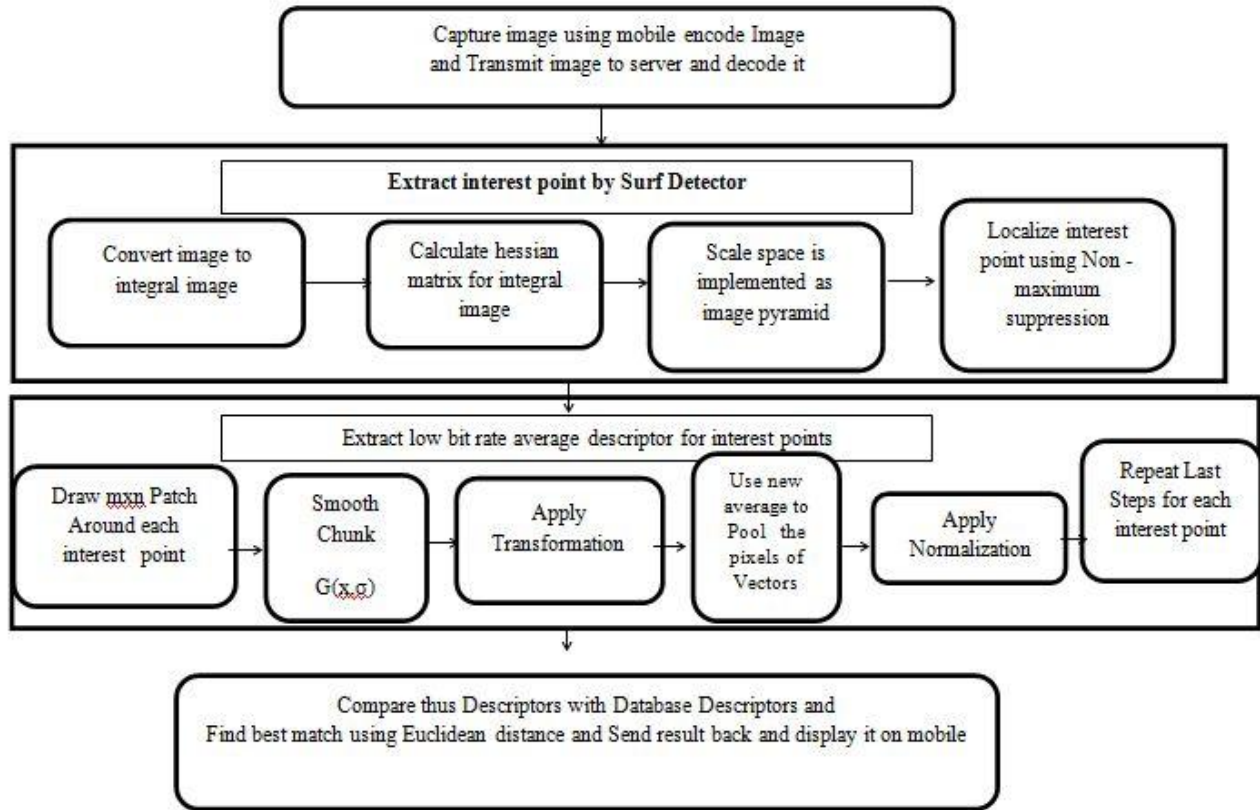 Capture image using mobile encode Image
and Transmit image to server and decode it
Extract interest point by Surf Detector
Convert image to
integral image
Calculate hessian
matrix for integral
image
Scale space is
implemented as
image pyramid
Localize interest
point using Non -
maximum
suppression
Extract low bit rate average descriptor for interest points
Draw mxn Patch
Around each
interest point
Smooth
Chunk
G(x,σ)
Apply
Transformation
Use new
average to
Pool the
pixels of
Vectors
Apply
Normalization
Repeat Last
Steps for each
interest point
Compare thus Descriptors with Database Descriptors and
Find best match using Euclidean distance and Send result back and display it on mobile